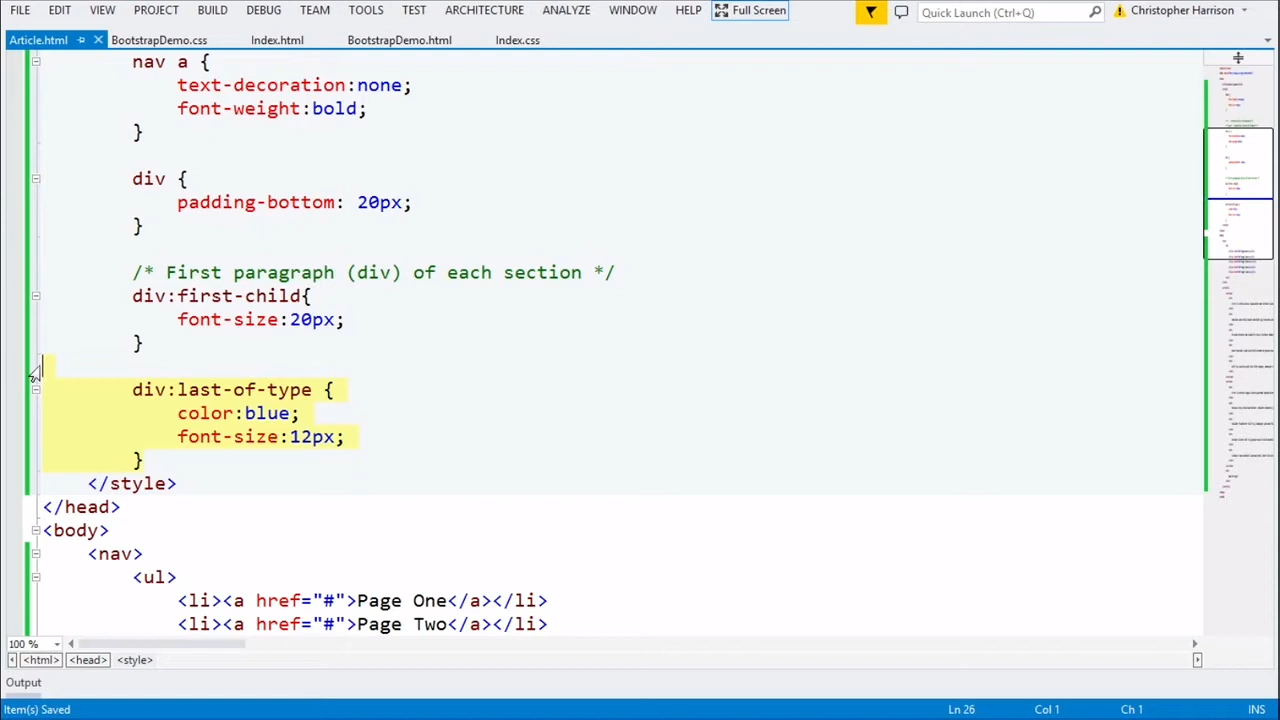 FILE EDIT VIEW PROJECT BUILD DEBUG TEAM TOOLS TEST ARCHITECTURE ANALYZE WINDOW HELP Full Screen Quick Launch (Ctrl+Q) Christopher Harrison
Article.html BootstrapDemo.css Index.html BootstrapDemo.html Index.css
nav a {
text-decoration:none;
font-weight:bold;
}
div {
padding-bottom: 20px;
}
/* First paragraph (div) of each section */
div:first-child{
font-size:20px;
}
div:last-of-type {
color:blue;
font-size:12px;
}
</style>
</head>
<body>
<nav>
<ul>
<li><a href="#">Page One</a></li>
<li><a href="#">Page Two</a></li>
100 %
<html> <head> <style>
Output
Item(s) Saved Ln 26 Col 1 Ch 1 INS